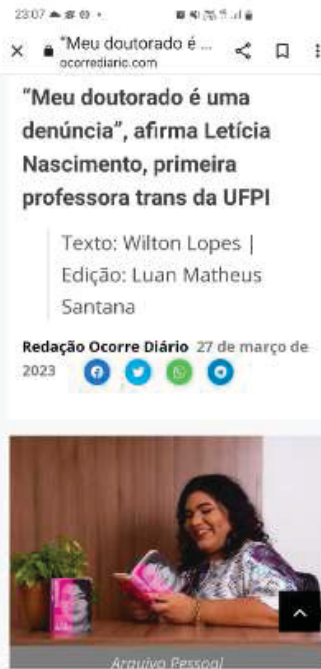 23:07
"Meu doutorado é ...
ocorrediario.com
"Meu doutorado é uma
denúncia", afirma Letícia
Nascimento, primeira
professora trans da UFPI
Texto: Wilton Lopes |
Edição: Luan Matheus
Santana
Redação Ocorre Diário 27 de março de
2023
Arquivo Pessoal